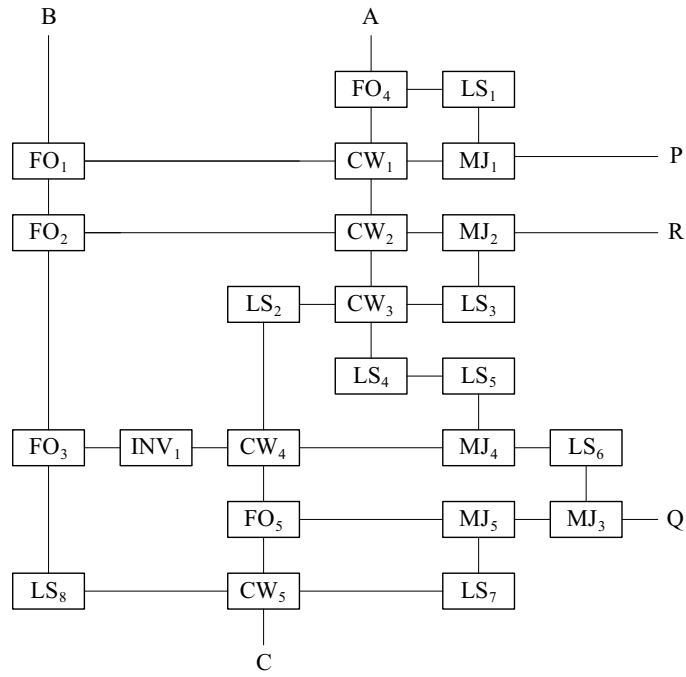 B A
FO₄ LS₁
FO₁ CW₁ MJ₁ P
FO₂ CW₂ MJ₂ R
LS₂ CW₃ LS₃
LS₄ LS₅
FO₃ INV₁ CW₄ MJ₄ LS₆
FO₅ MJ₅ MJ₃ Q
LS₈ CW₅ LS₇
C